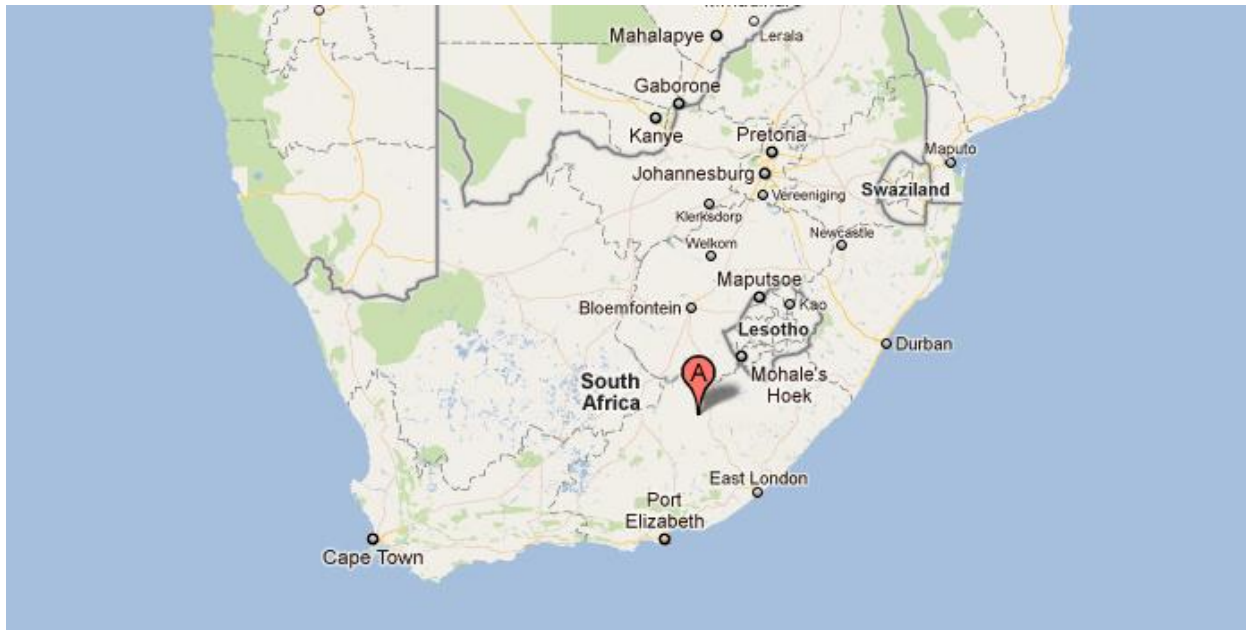 Mahalapye
Lerala
Gaborone
Kanye
Pretoria
Maputo
Johannesburg
Swaziland
Vereeniging
Klerksdorp
Newcastle
Welkom
Maputsoe
Kao
Bloemfontein
Lesotho
Durban
A
Mohale's
Hoek
South
Africa
East London
Port
Elizabeth
Cape Town